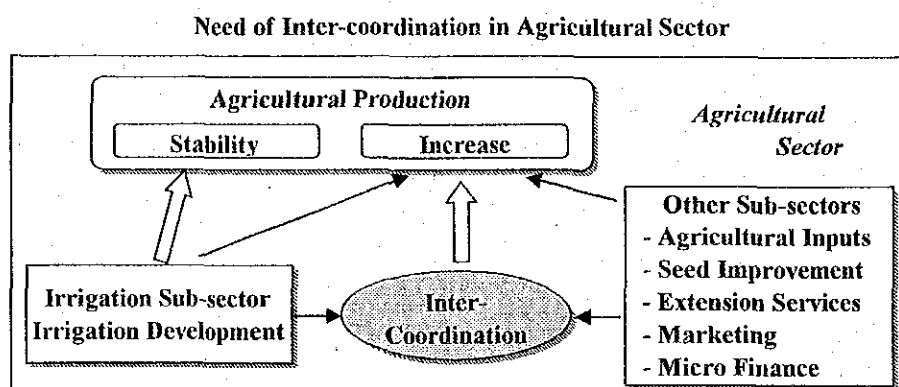 Need of Inter-coordination in Agricultural Sector
Agricultural Production
Stability
Increase
Agricultural
Sector
Irrigation Sub-sector
Irrigation Development
Inter-
Coordination
Other Sub-sectors
- Agricultural Inputs
- Seed Improvement
- Extension Services
- Marketing
- Micro Finance